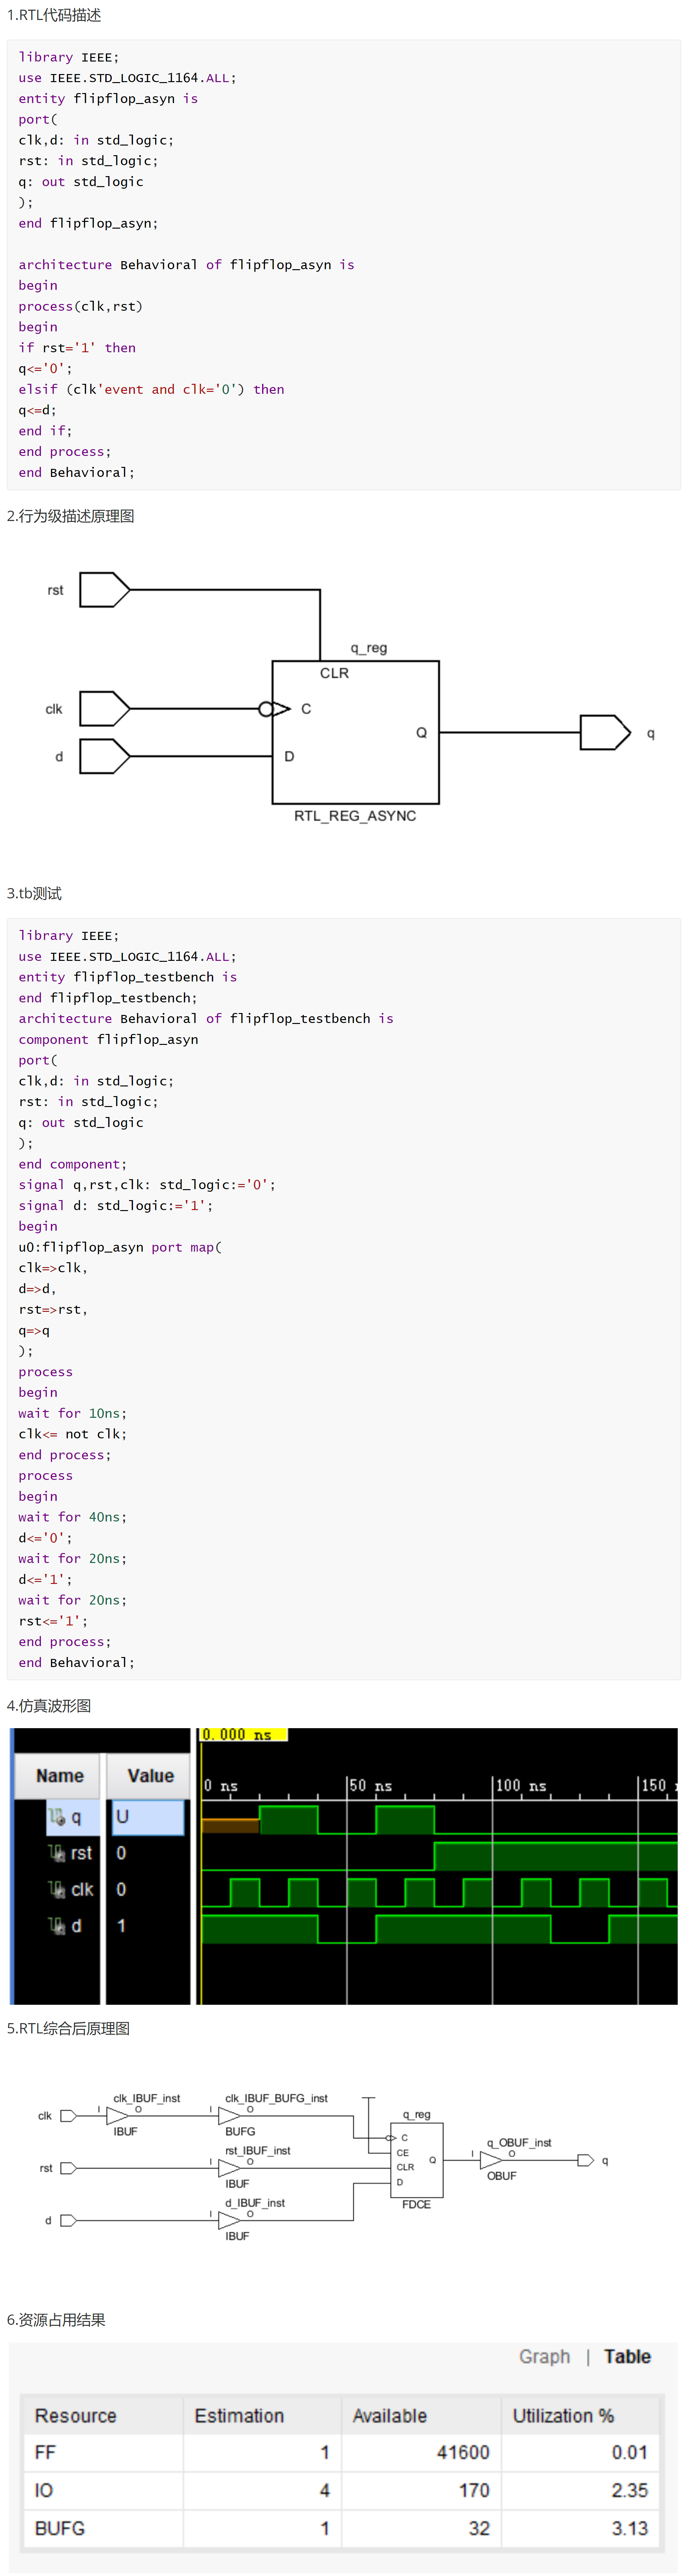 1.RTL代码描述
library IEEE;
use IEEE.STD_LOGIC_1164.ALL;
entity flipflop_asyn is
port(
clk,d: in std_logic;
rst: in std_logic;
q: out std_logic
);
end flipflop_asyn;
architecture Behavioral of flipflop_asyn is
begin
process(clk,rst)
begin
if rst='1' then
q<='0';
elsif (clk'event and clk='0') then
q<=d;
end if;
end process;
end Behavioral;
2.行为级描述原理图
rst
q_reg
CLR
clk
C
Q
q
d
D
RTL_REG_ASYNC
3.tb测试
library IEEE;
use IEEE.STD_LOGIC_1164.ALL;
entity flipflop_testbench is
end flipflop_testbench;
architecture Behavioral of flipflop_testbench is
component flipflop_asyn
port(
clk,d: in std_logic;
rst: in std_logic;
q: out std_logic
);
end component;
signal q,rst,clk: std_logic:='0';
signal d: std_logic:='1';
begin
u0:flipflop_asyn port map(
clk=>clk,
d=>d,
rst=>rst,
q=>q
);
process
begin
wait for 10ns;
clk<= not clk;
end process;
process
begin
wait for 40ns;
d<='0';
wait for 20ns;
d<='1';
wait for 20ns;
rst<='1';
end process;
end Behavioral;
4.仿真波形图
0.000 ns
Name Value
0 ns 50 ns 100 ns 150
q U
rst 0
clk 0
d 1
5.RTL综合后原理图
clk_IBUF_inst clk_IBUF_BUFG_inst
q_reg
clk I O I O
C
IBUF BUFG
CE
q_OBUF_inst
rst_IBUF_inst
rst I O
CLR Q I O q
D
IBUF OBUF
d_IBUF_inst
FDCE
d I O
IBUF
6.资源占用结果
Graph | Table
Resource Estimation Available Utilization %
FF 1 41600 0.01
IO 4 170 2.35
BUFG 1 32 3.13